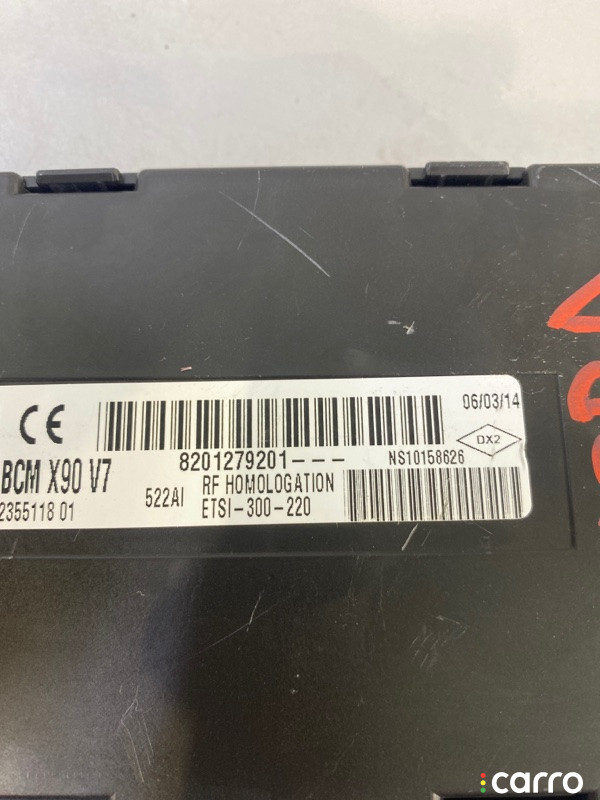 CE
06/03/14
DX2
8201279201---
NS10158626
BCM X90 V7
522AI
RF HOMOLOGATION
2355118 01
ETSI-300-220
carro